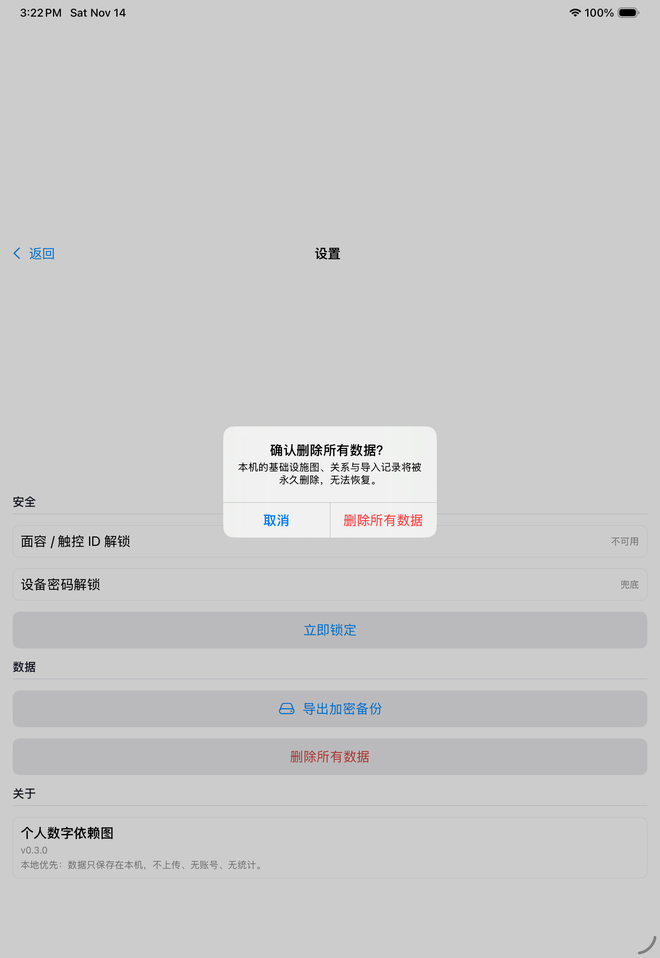 3:22 PM Sat Nov 14
100%
返回
设置
确认删除所有数据?
本机的基础设施图、关系与导入记录将被
永久删除，无法恢复。
取消
删除所有数据
安全
面容 / 触控 ID 解锁
不可用
设备密码解锁
兜底
立即锁定
数据
导出加密备份
删除所有数据
关于
个人数字依赖图
v0.3.0
本地优先：数据只保存在本机，不上传、无账号、无统计。